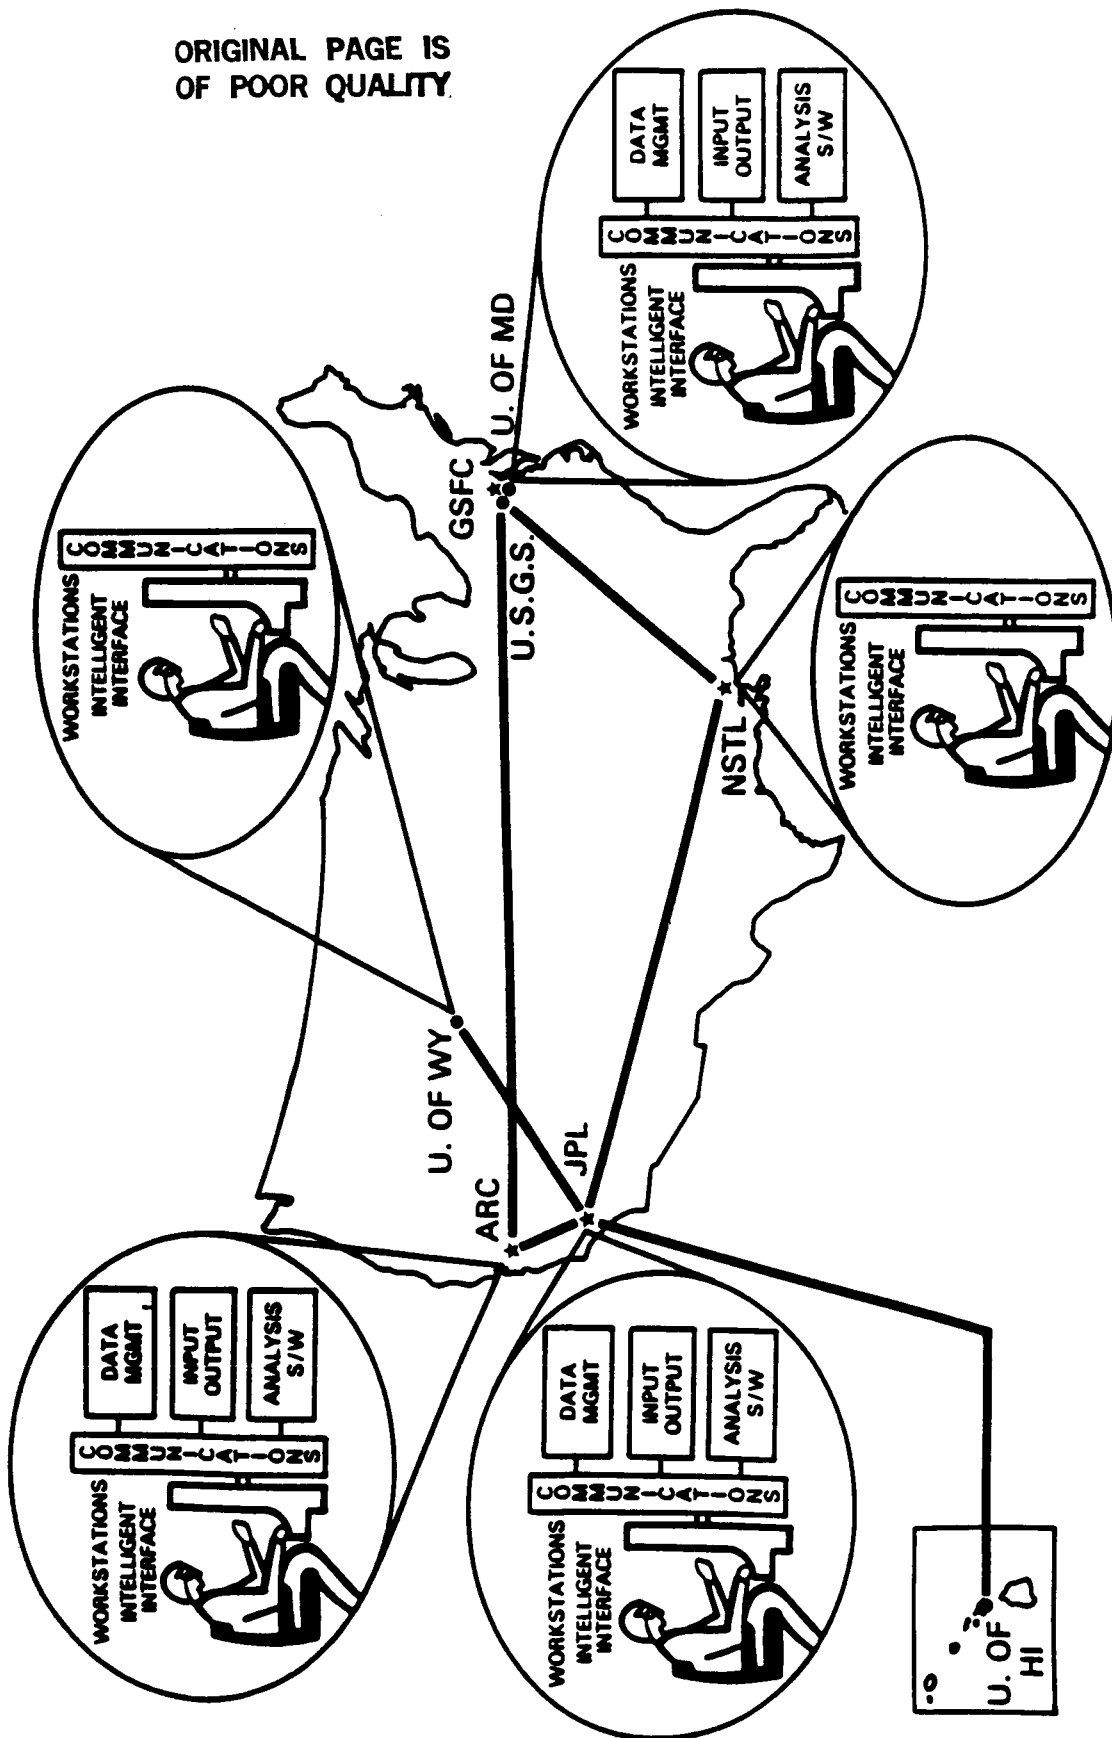 ORIGINAL PAGE IS
OF POOR QUALITY
WORKSTATIONS
INTELLIGENT
INTERFACE
COMMUNICATIONS
DATA
MGMT
INPUT
OUTPUT
ANALYSIS
S/W
WORKSTATIONS
INTELLIGENT
INTERFACE
COMMUNICATIONS
U. OF WY
ARC
JPL
GSFC
U. OF MD
U.S.G.S.
NSTL
WORKSTATIONS
INTELLIGENT
INTERFACE
COMMUNICATIONS
DATA
MGMT
INPUT
OUTPUT
ANALYSIS
S/W
WORKSTATIONS
INTELLIGENT
INTERFACE
COMMUNICATIONS
WORKSTATIONS
INTELLIGENT
INTERFACE
COMMUNICATIONS
DATA
MGMT
INPUT
OUTPUT
ANALYSIS
S/W
U. OF
HI